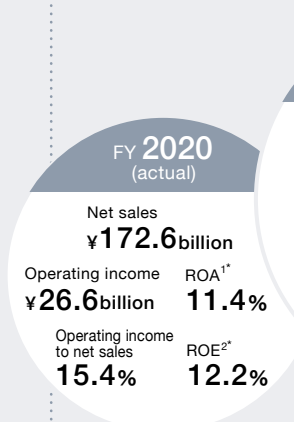 FY 2020
(actual)
Net sales
¥172.6billion
Operating income
¥26.6billion
ROA1*
11.4%
Operating income
to net sales
15.4%
ROE2*
12.2%